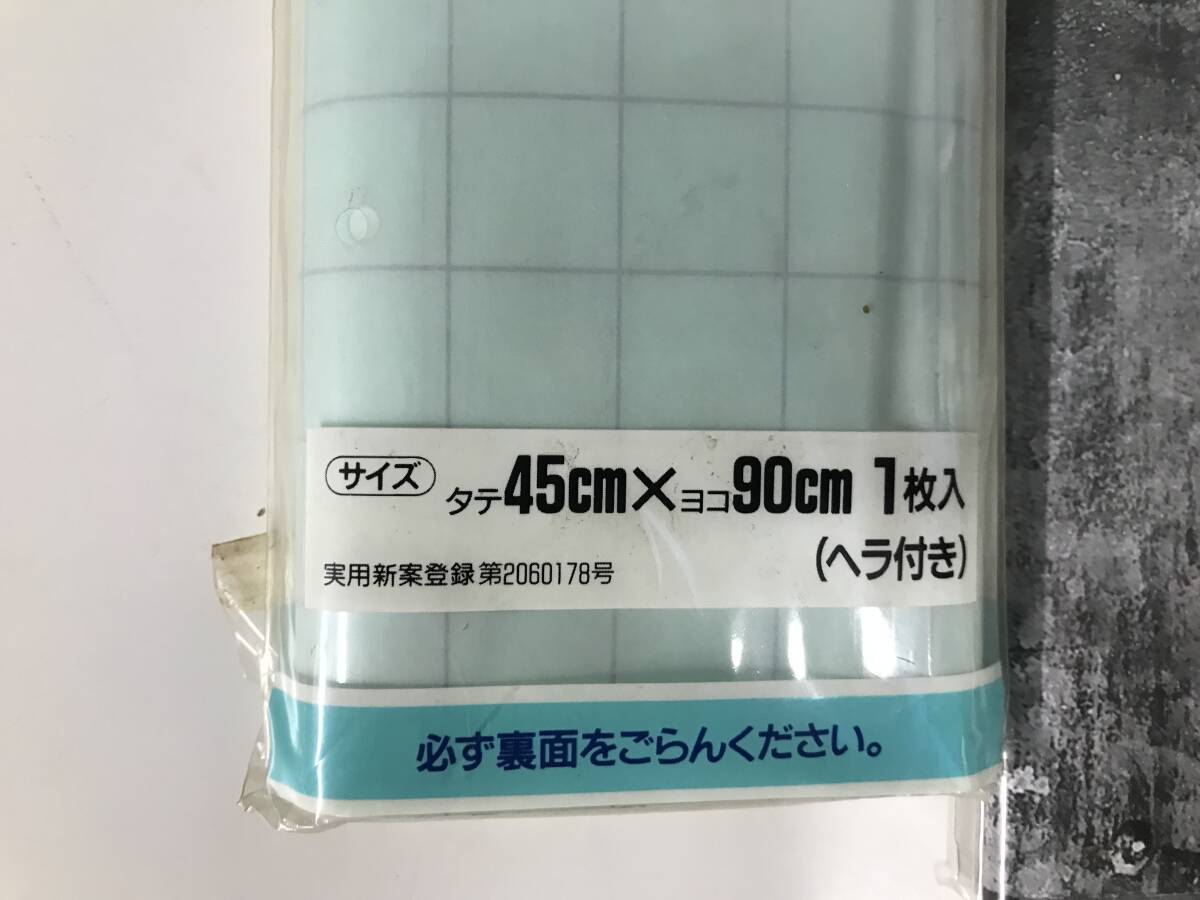 サイズ タテ45cm×ヨコ90cm 1枚入
実用新案登録第2060178号 (ヘラ付き)
必ず裏面をごらんください。